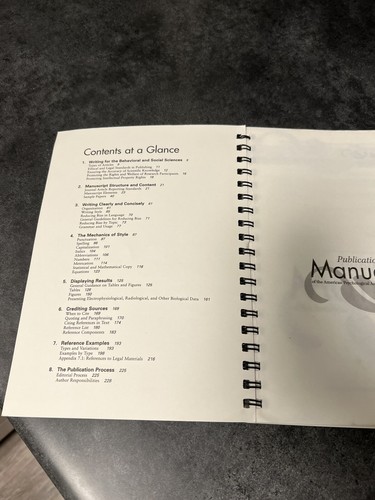 Contents at a Glance
1. Writing for the Behavioral and Social Sciences 9
Types of Articles 9
Ethical and Legal Standards in Publishing 11
Ensuring the Accuracy of Scientific Knowledge 12
Protecting the Rights and Welfare of Research Participants 16
Protecting Intellectual Property Rights 18
2. Manuscript Structure and Content 21
Journal Article Reporting Standards 21
Manuscript Elements 23
Sample Papers 40
3. Writing Clearly and Concisely 61
Organization 61
Writing Style 65
Reducing Bias in Language 70
General Guidelines for Reducing Bias 71
Reducing Bias by Topic 73
Grammar and Usage 77
4. The Mechanics of Style 87
Punctuation 87
Spelling 96
Capitalization 101
Italics 104
Abbreviations 106
Numbers 111
Metrication 114
Statistical and Mathematical Copy 116
Equations 123
5. Displaying Results 125
General Guidance on Tables and Figures 125
Tables 128
Figures 150
Presenting Electrophysiological, Radiological, and Other Biological Data 161
6. Crediting Sources 169
When to Cite 169
Quoting and Paraphrasing 170
Citing References in Text 174
Reference List 180
Reference Components 183
7. Reference Examples 193
Types and Variations 193
Examples by Type 198
Appendix 7.1: References to Legal Materials 216
8. The Publication Process 225
Editorial Process 225
Author Responsibilities 228
Publication
Manua
of the American Psychological As